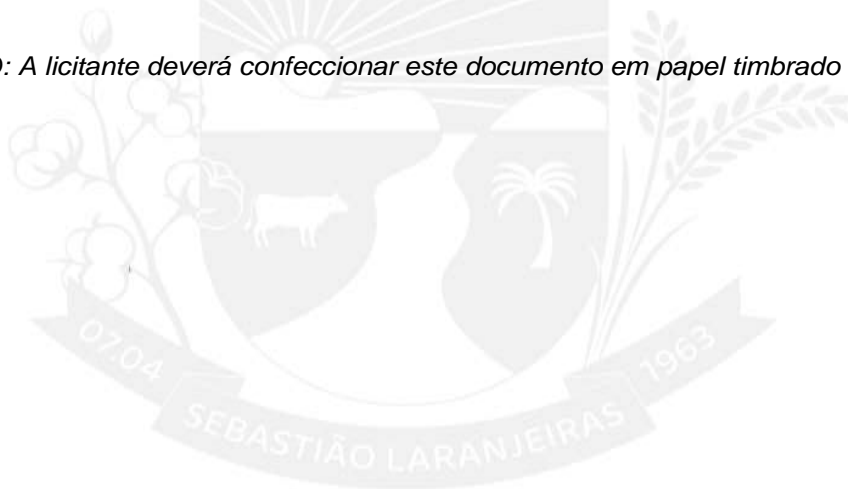 : A licitante deverá confeccionar este documento em papel timbrado
07.04
1963
SEBASTIÃO LARANJEIRAS